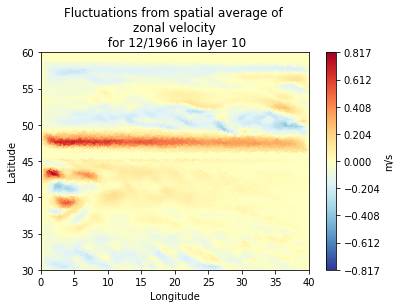 Fluctuations from spatial average of
zonal velocity
for 12/1966 in layer 10
60
55
50
45
40
35
30
Latitude
0 5 10 15 20 25 30 35 40
Longitude
0.817
0.612
0.408
0.204
0.000
−0.204
−0.408
−0.612
−0.817
m/s